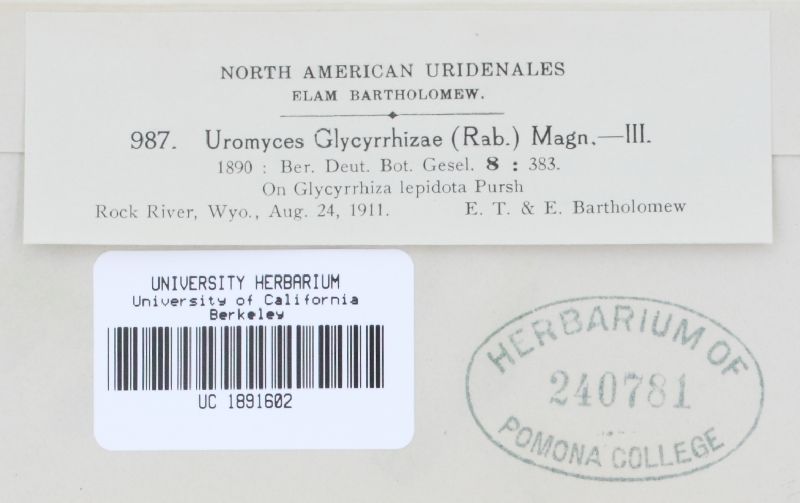 NORTH AMERICAN URIDENALES
ELAM BARTHOLOMEW.
987. Uromyces Glycyrrhizae (Rab.) Magn.—III.
1890 : Ber. Deut. Bot. Gesel. 8 : 383.
On Glycyrrhiza lepidota Pursh
Rock River, Wyo., Aug. 24, 1911. E. T. & E. Bartholomew
UNIVERSITY HERBARIUM
University of California
Berkeley
UC 1891602
HERBARIUM OF
240781
POMONA COLLEGE